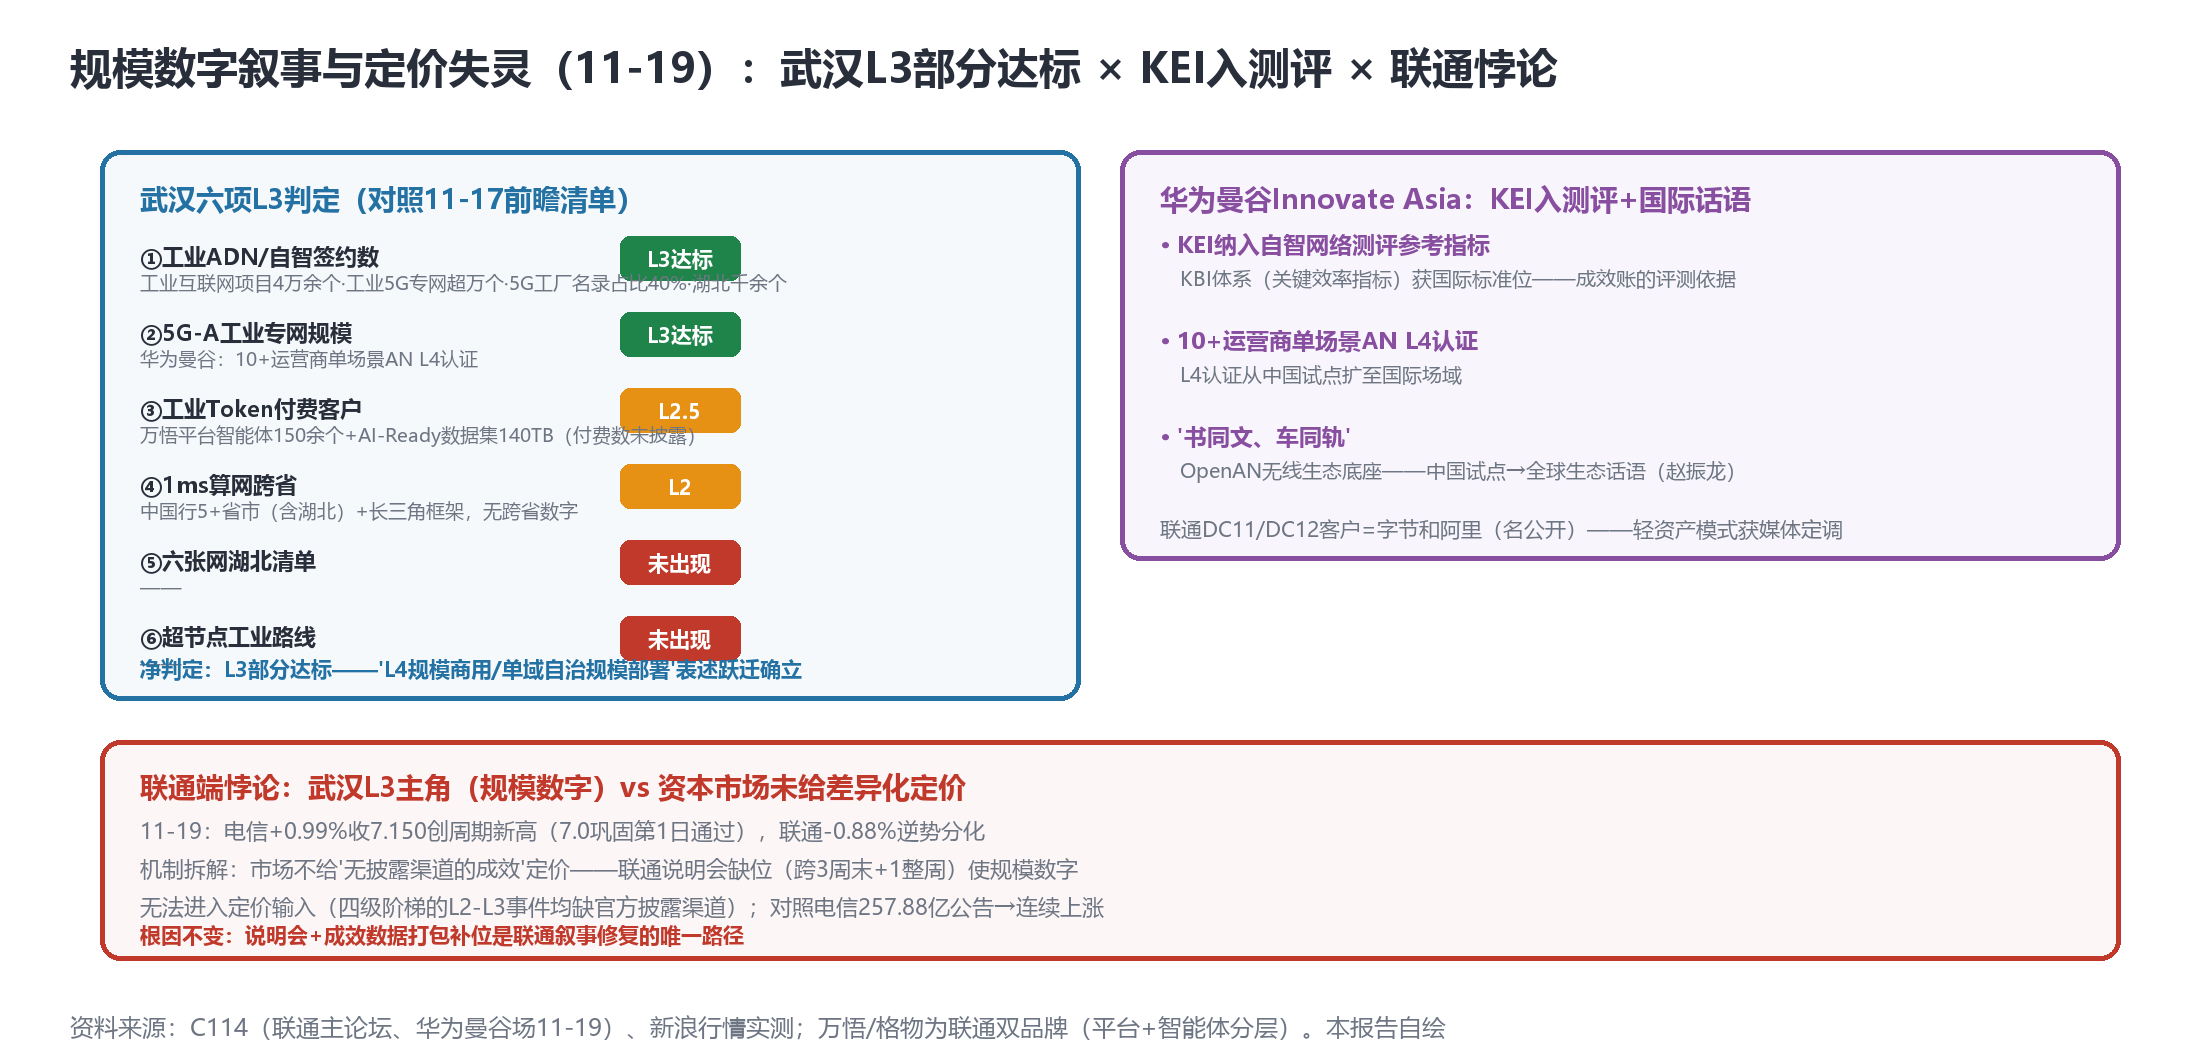 规模数字叙事与定价失灵（11-19）：武汉L3部分达标 × KEI入测评 × 联通悖论
武汉六项L3判定（对照11-17前瞻清单）
①工业ADN/自智签约数
L3达标
工业互联网项目4万余个·工业5G专网超万个·5G工厂名录占比40%·湖北千余个
②5G-A工业专网规模
L3达标
华为曼谷：10+运营商单场景AN L4认证
③工业Token付费客户
L2.5
万悟平台智能体150余个+AI-Ready数据集140TB（付费数未披露）
④1ms算网跨省
L2
中国行5+省市（含湖北）+长三角框架，无跨省数字
⑤六张网湖北清单
未出现
——
⑥超节点工业路线
未出现
净判定：L3部分达标——'L4规模商用/单域自治规模部署'表述跃迁确立
华为曼谷Innovate Asia：KEI入测评+国际话语
• KEI纳入自智网络测评参考指标
KBI体系（关键效率指标）获国际标准位——成效账的评测依据
• 10+运营商单场景AN L4认证
L4认证从中国试点扩至国际场域
• '书同文、车同轨'
OpenAN无线生态底座——中国试点→全球生态话语（赵振龙）
联通DC11/DC12客户=字节和阿里（名公开）——轻资产模式获媒体定调
联通端悖论：武汉L3主角（规模数字）vs 资本市场未给差异化定价
11-19：电信+0.99%收7.150创周期新高（7.0巩固第1日通过），联通-0.88%逆势分化
机制拆解：市场不给'无披露渠道的成效'定价——联通说明会缺位（跨3周末+1整周）使规模数字
无法进入定价输入（四级阶梯的L2-L3事件均缺官方披露渠道）；对照电信257.88亿公告→连续上涨
根因不变：说明会+成效数据打包补位是联通叙事修复的唯一路径
资料来源：C114（联通主论坛、华为曼谷场11-19）、新浪行情实测；万悟/格物为联通双品牌（平台+智能体分层）。本报告自绘